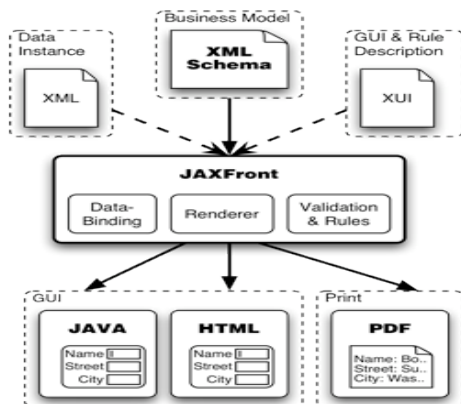 Data
Instance
XML
Business Model
XML
Schema
GUI & Rule
Description
XUI
JAXFront
Data-
Binding
Renderer
Validation
& Rules
GUI
JAVA
Name
Street
City
HTML
Name
Street
City
Print
PDF
Name: Bo..
Street: Su..
City: Was..